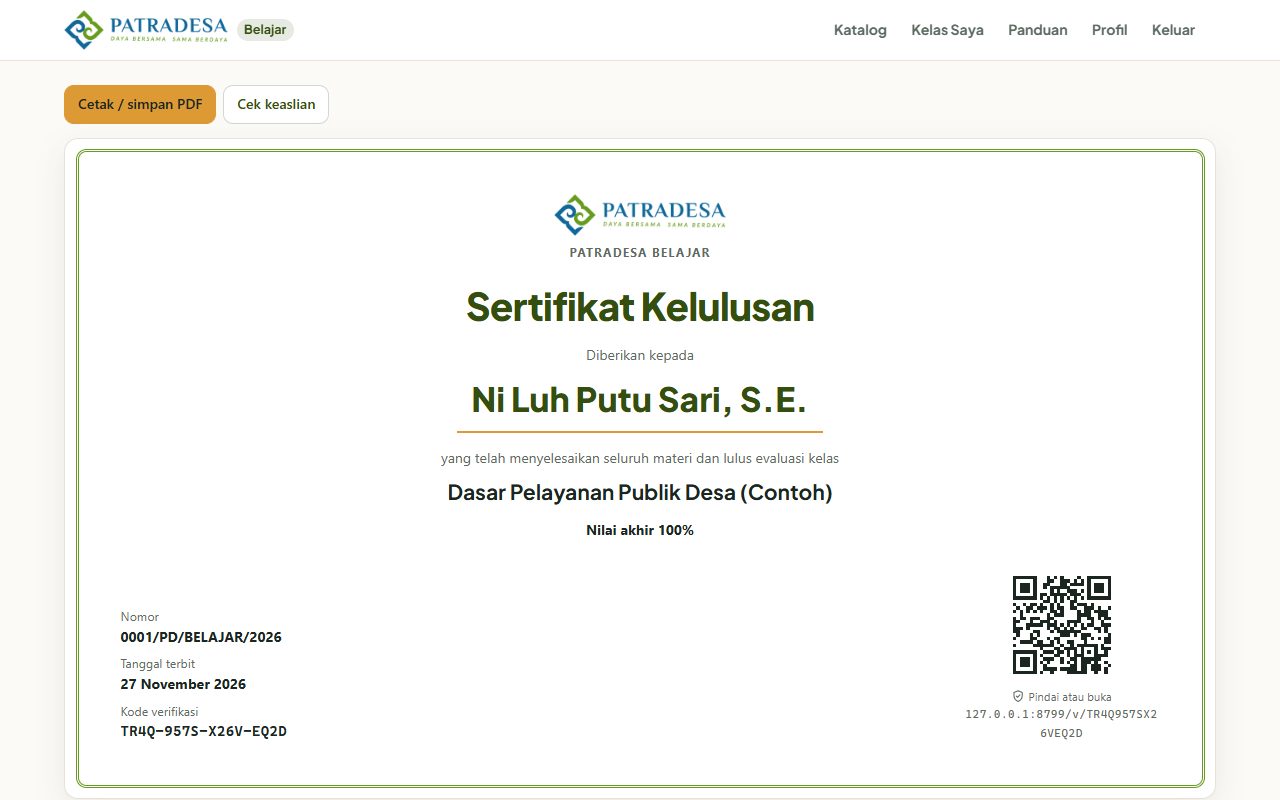 PATRADESA
DAYA BERSAMA SAMA BERDAYA
Belajar
Katalog
Kelas Saya
Panduan
Profil
Keluar
Cetak / simpan PDF
Cek keaslian
PATRADESA
DAYA BERSAMA SAMA BERDAYA
PATRADESA BELAJAR
Sertifikat Kelulusan
Diberikan kepada
Ni Luh Putu Sari, S.E.
yang telah menyelesaikan seluruh materi dan lulus evaluasi kelas
Dasar Pelayanan Publik Desa (Contoh)
Nilai akhir 100%
Nomor
0001/PD/BELAJAR/2026
Tanggal terbit
27 November 2026
Kode verifikasi
TR4Q-957S-X26V-EQ2D
Pindai atau buka
127.0.0.1:8799/v/TR4Q957SX2
6VEQ2D